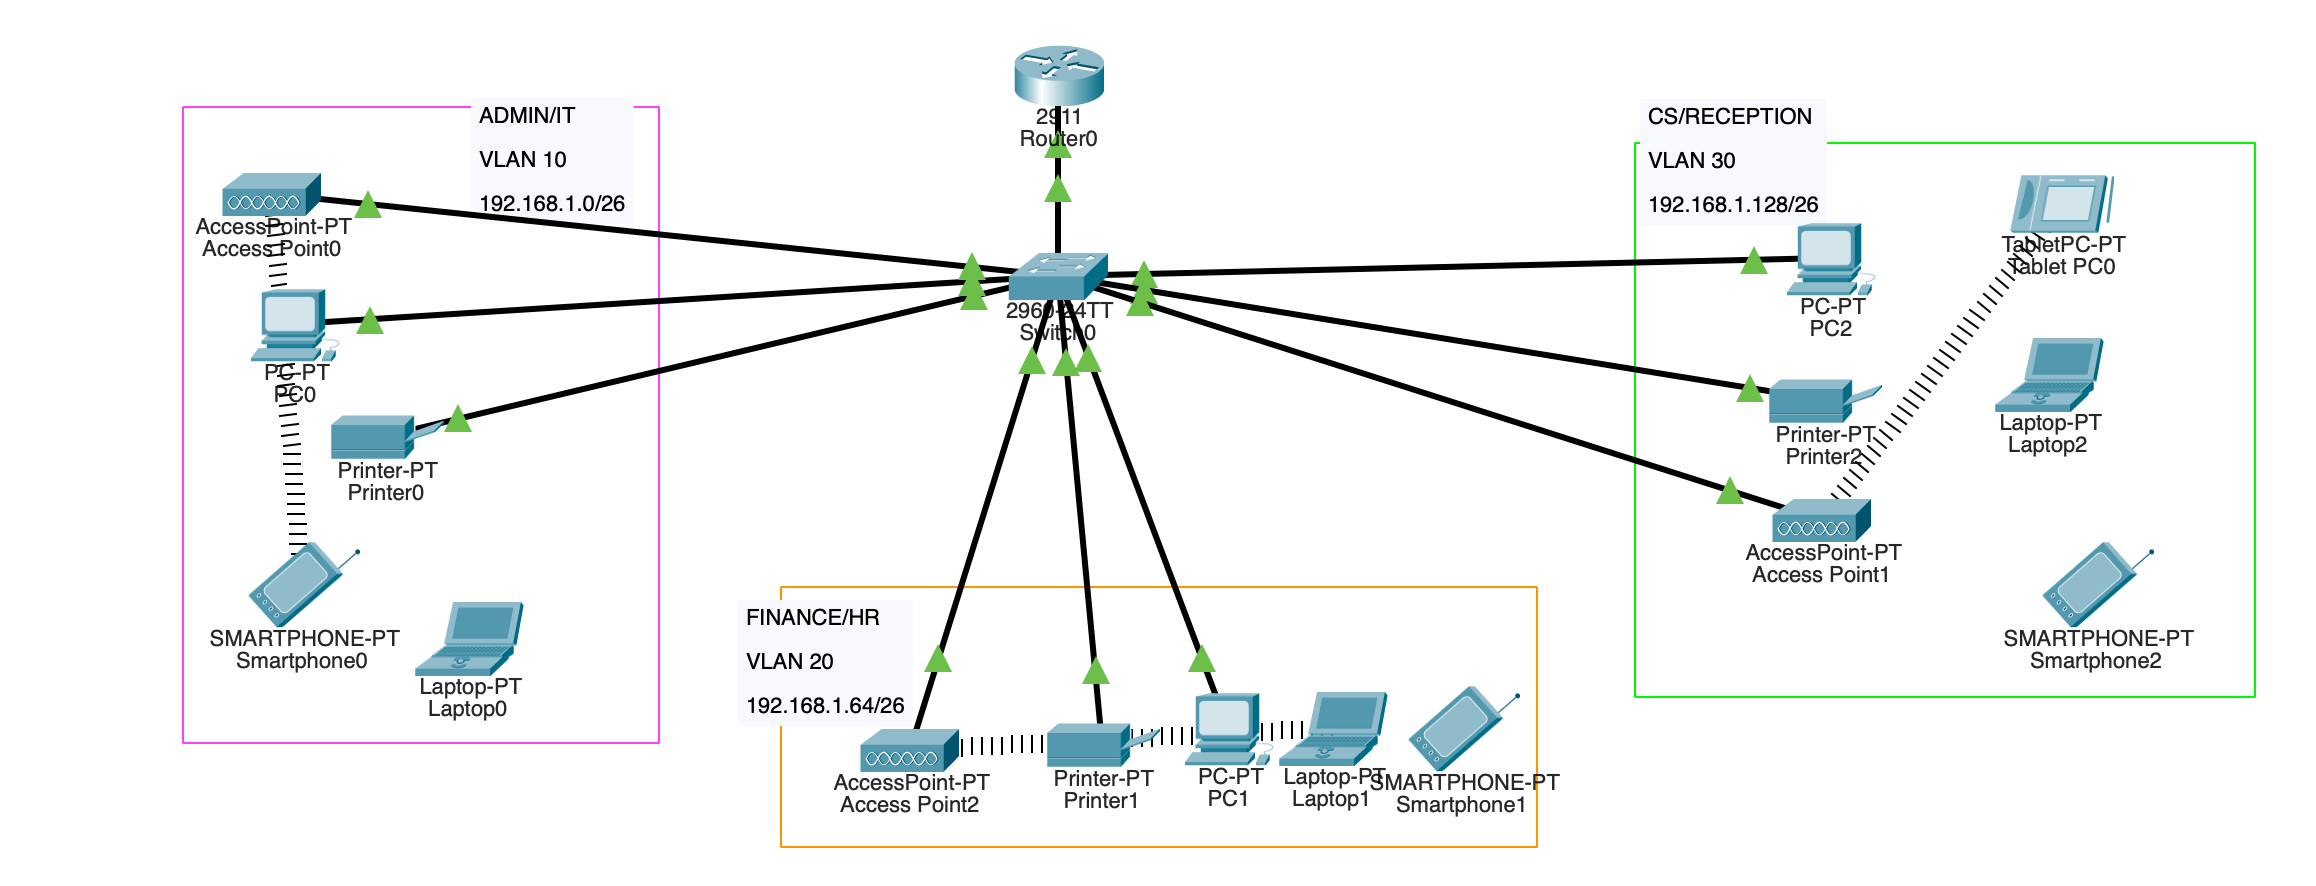 2911
Router0
ADMIN/IT
VLAN 10
192.168.1.0/26
AccessPoint-PT
Access Point0
PC-PT
PC0
Printer-PT
Printer0
SMARTPHONE-PT
Smartphone0
Laptop-PT
Laptop0
2960-24TT
Switch0
FINANCE/HR
VLAN 20
192.168.1.64/26
AccessPoint-PT
Access Point2
Printer-PT
Printer1
PC-PT
PC1
Laptop-PT
Laptop1
SMARTPHONE-PT
Smartphone1
CS/RECEPTION
VLAN 30
192.168.1.128/26
PC-PT
PC2
TabletPC-PT
Tablet PC0
Printer-PT
Printer2
Laptop-PT
Laptop2
AccessPoint-PT
Access Point1
SMARTPHONE-PT
Smartphone2